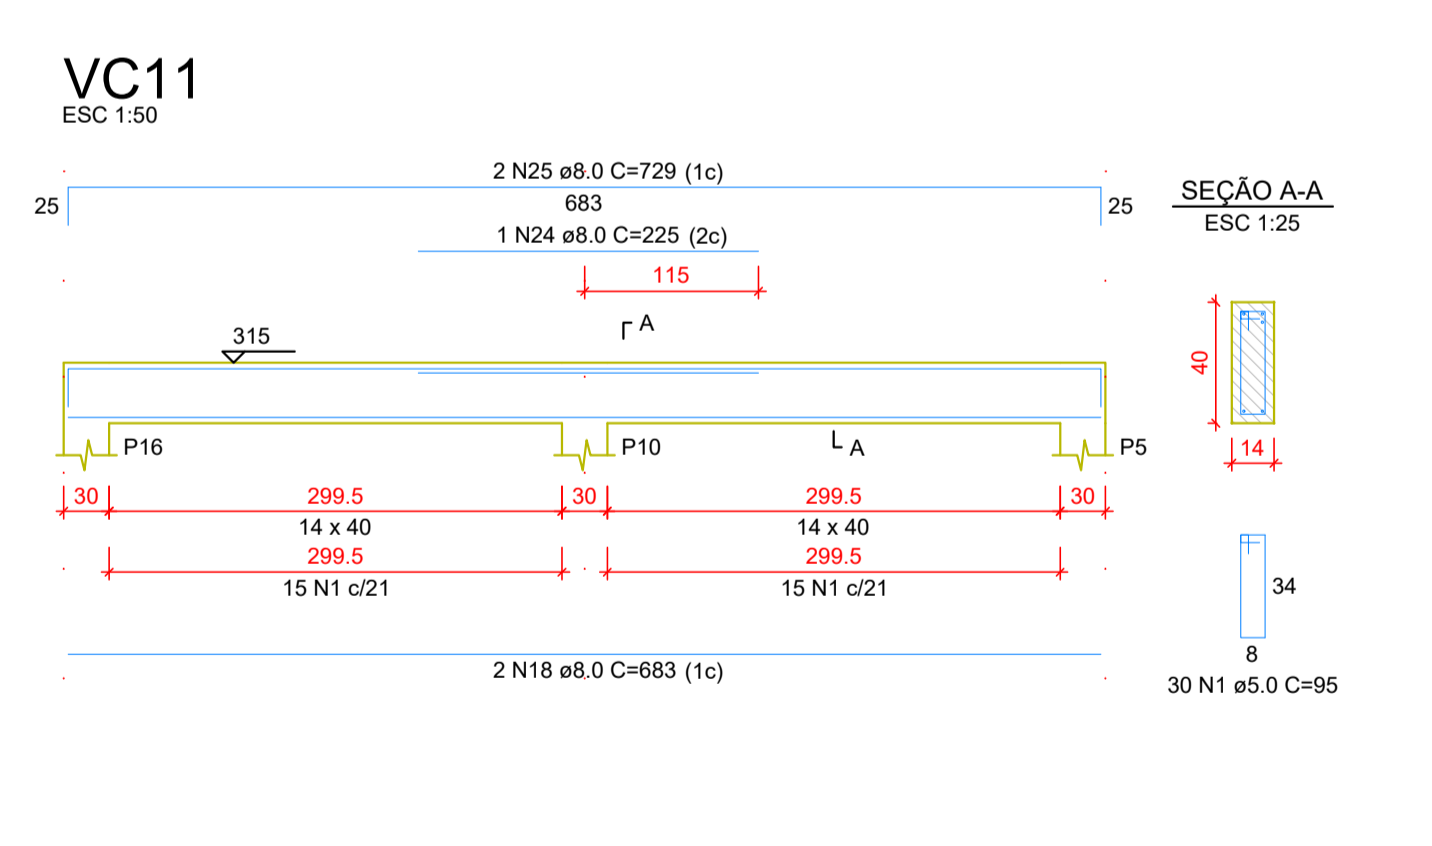 VC11
ESC 1:50
2 N25 ø8.0 C=729 (1c)
25
683
25
1 N24 ø8.0 C=225 (2c)
115
A
315
P16
P10
A
P5
30
299.5
30
299.5
30
14 x 40
14 x 40
299.5
299.5
15 N1 c/21
15 N1 c/21
2 N18 ø8.0 C=683 (1c)
SEÇÃO A-A
ESC 1:25
40
14
34
8
30 N1 ø5.0 C=95